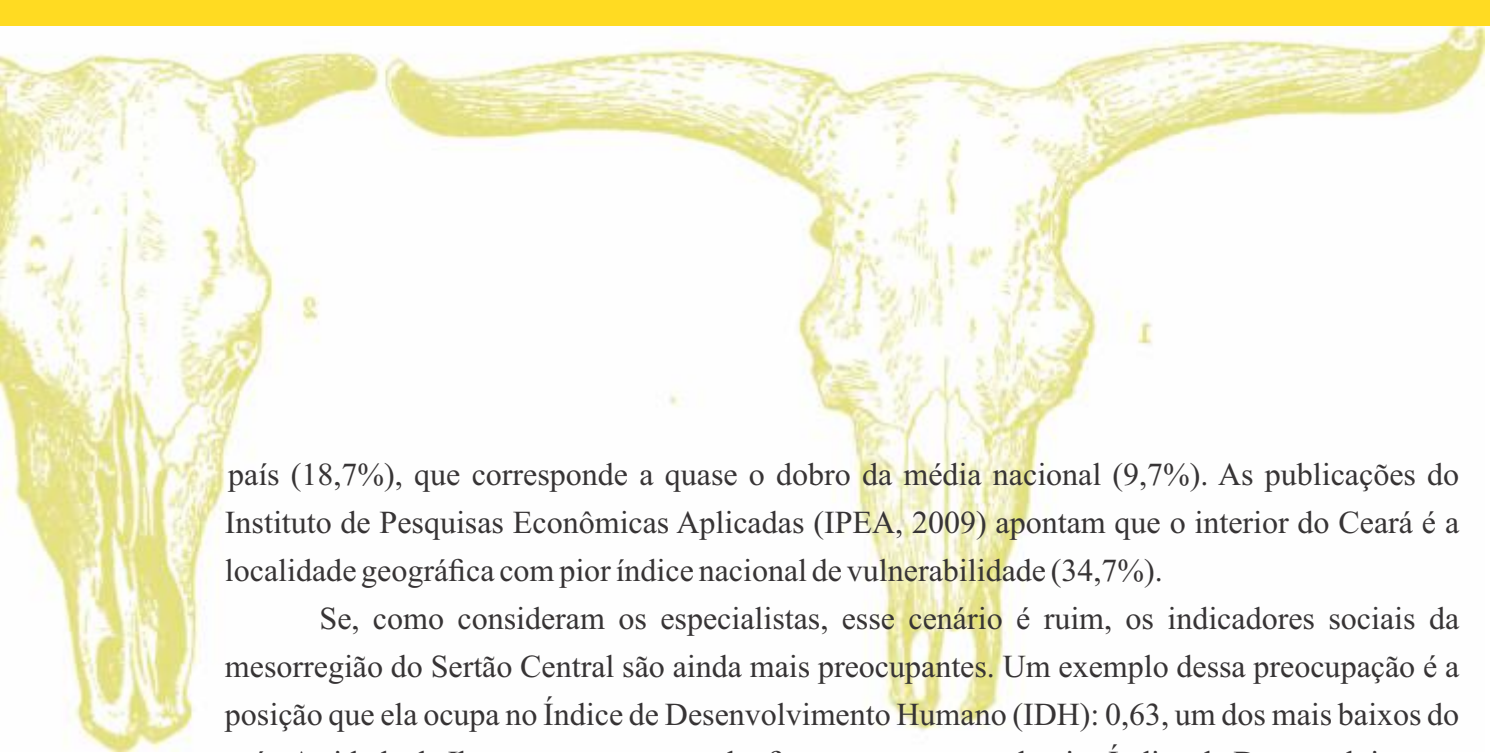 2
1
país (18,7%), que corresponde a quase o dobro da média nacional (9,7%). As publicações do
Instituto de Pesquisas Econômicas Aplicadas (IPEA, 2009) apontam que o interior do Ceará é a
localidade geográfica com pior índice nacional de vulnerabilidade (34,7%).
Se, como consideram os especialistas, esse cenário é ruim, os indicadores sociais da
mesorregião do Sertão Central são ainda mais preocupantes. Um exemplo dessa preocupação é a
posição que ela ocupa no Índice de Desenvolvimento Humano (IDH): 0,63, um dos mais baixos do